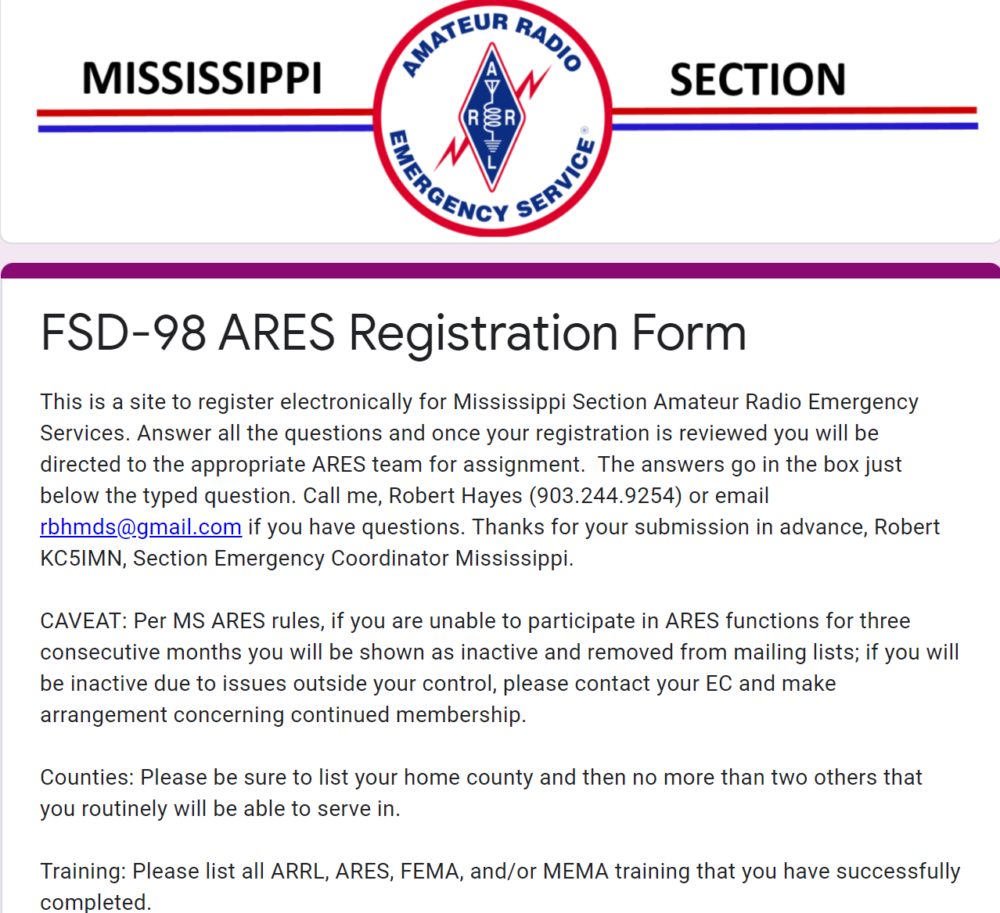 MISSISSIPPI
AMATEUR RADIO
A
R R
L
EMERGENCY SERVICE®
SECTION
FSD-98 ARES Registration Form
This is a site to register electronically for Mississippi Section Amateur Radio Emergency
Services. Answer all the questions and once your registration is reviewed you will be
directed to the appropriate ARES team for assignment.  The answers go in the box just
below the typed question. Call me, Robert Hayes (903.244.9254) or email
rbhmds@gmail.com if you have questions. Thanks for your submission in advance, Robert
KC5IMN, Section Emergency Coordinator Mississippi.
CAVEAT: Per MS ARES rules, if you are unable to participate in ARES functions for three
consecutive months you will be shown as inactive and removed from mailing lists; if you will
be inactive due to issues outside your control, please contact your EC and make
arrangement concerning continued membership.
Counties: Please be sure to list your home county and then no more than two others that
you routinely will be able to serve in.
Training: Please list all ARRL, ARES, FEMA, and/or MEMA training that you have successfully
completed.